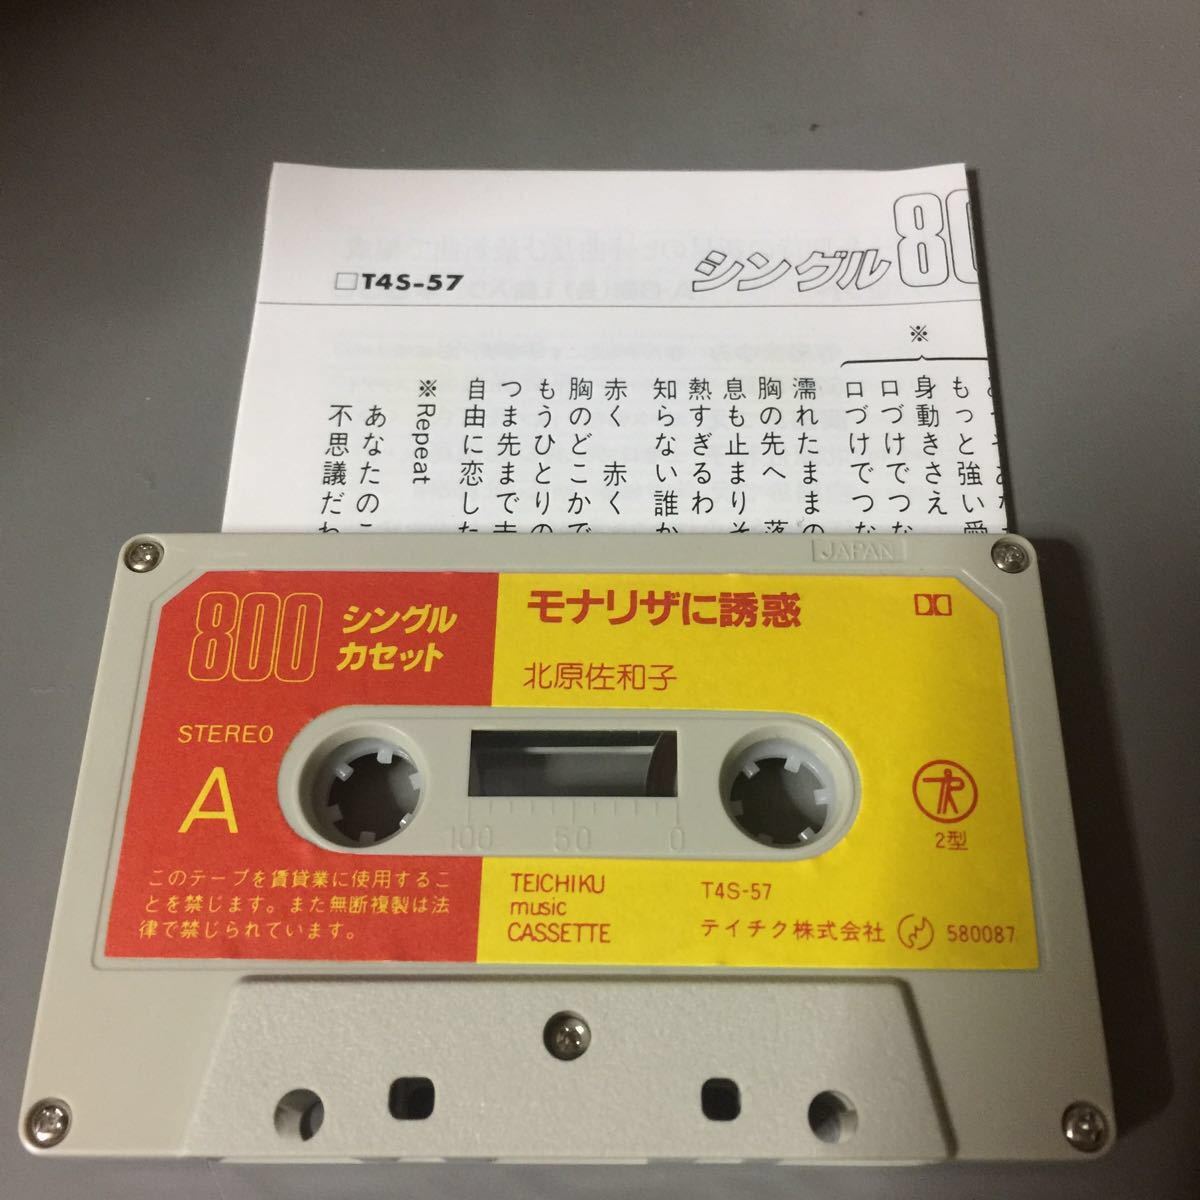 □T4S-57
シングル80
※
もっと強い愛
身動きさえ
口づけでつな
口づけでつな
濡れたままの
胸の先へ 落
息も止まりそ
熱すぎるわ
知らない誰か
赤く 赤く
胸のどこかで
もうひとりの
つま先まで赤
自由に恋した
※Repeat
あなたのこ
不思議だわ
JAPAN
800
シングル
カセット
モナリザに誘惑
北原佐和子
STEREO
A
100 50 0
2型
このテープを賃貸業に使用するこ
とを禁じます。また無断複製は法
律で禁じられています。
TEICHIKU
music
CASSETTE
T4S-57
テイチク株式会社
580087